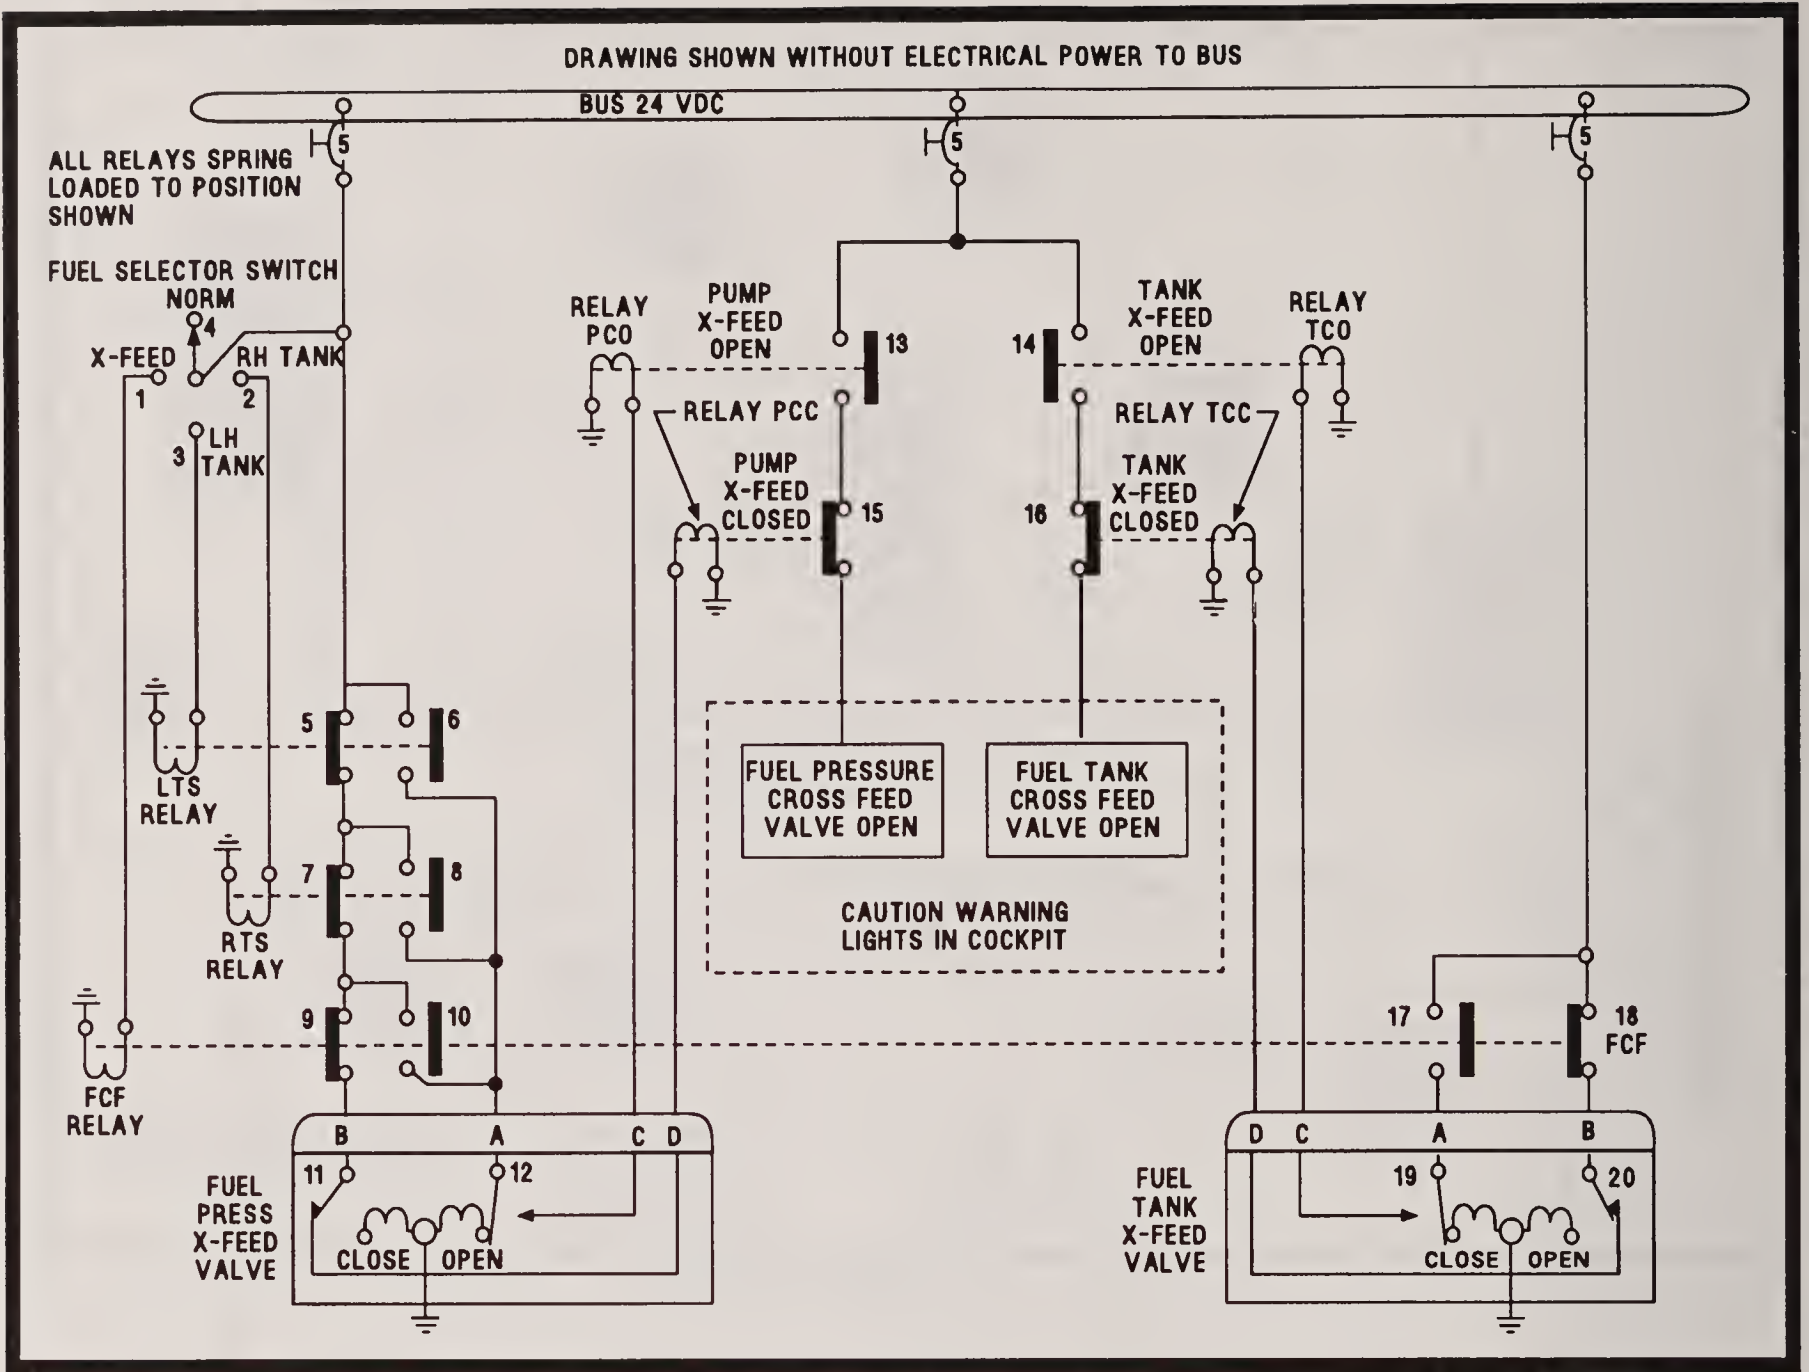 DRAWING SHOWN WITHOUT ELECTRICAL POWER TO BUS
BUS 24 VDC
5
5
5
ALL RELAYS SPRING
LOADED TO POSITION
SHOWN
FUEL SELECTOR SWITCH
NORM
4
X-FEED
RH TANK
1
2
3
LH
TANK
RELAY
PCO
PUMP
X-FEED
OPEN
13
14
TANK
X-FEED
OPEN
RELAY
TCO
RELAY PCC
RELAY TCC
PUMP
X-FEED
CLOSED
15
16
TANK
X-FEED
CLOSED
5
6
LTS
RELAY
FUEL PRESSURE
CROSS FEED
VALVE OPEN
FUEL TANK
CROSS FEED
VALVE OPEN
7
8
RTS
RELAY
CAUTION WARNING
LIGHTS IN COCKPIT
9
10
17
18
FCF
FCF
RELAY
B
A
C
D
D
C
A
B
11
12
19
20
FUEL
PRESS
X-FEED
VALVE
CLOSE
OPEN
FUEL
TANK
X-FEED
VALVE
CLOSE
OPEN